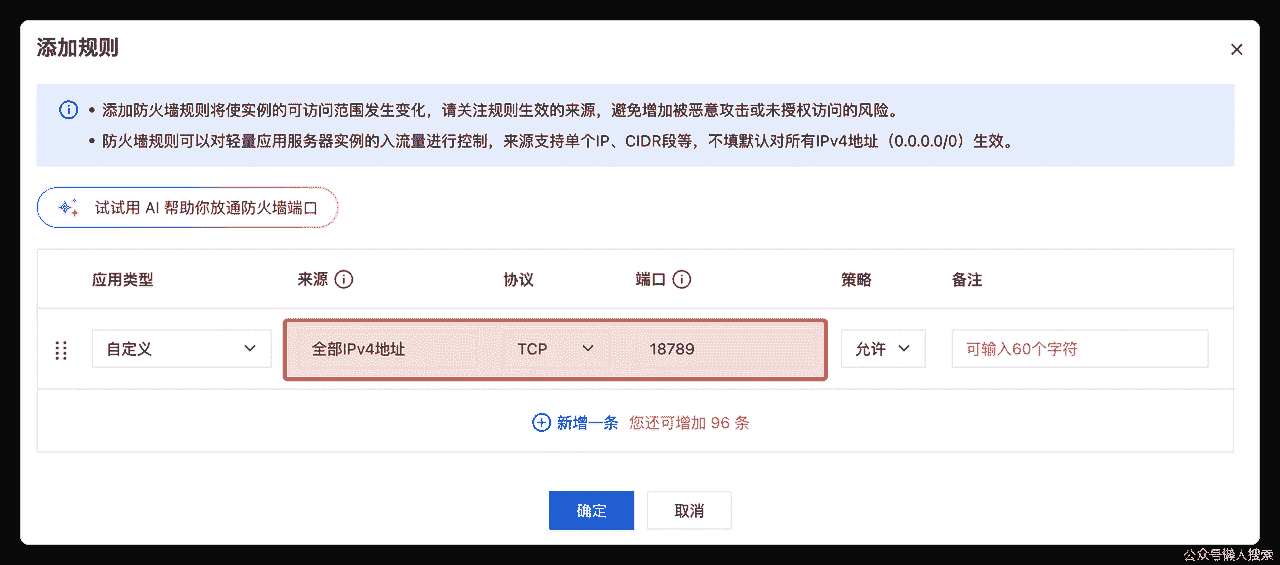 添加规则
• 添加防火墙规则将使实例的可访问范围发生变化，请关注规则生效的来源，避免增加被恶意攻击或未授权访问的风险。
• 防火墙规则可以对轻量应用服务器实例的入流量进行控制，来源支持单个IP、CIDR段等，不填默认对所有IPv4地址（0.0.0.0/0）生效。
试试用 AI 帮助你放通防火墙端口
应用类型 来源 协议 端口 策略 备注
自定义 全部IPv4地址 TCP 18789 允许 可输入60个字符
新增一条 您还可增加 96 条
确定 取消
公众号懒人搜索